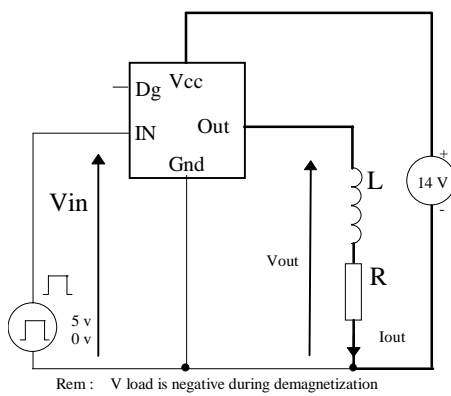 Vcc
Dg
IN
Out
Gnd
+
14 V
-
L
Vin
Vout
R
Iout
5 v
0 v
Rem : V load is negative during demagnetization